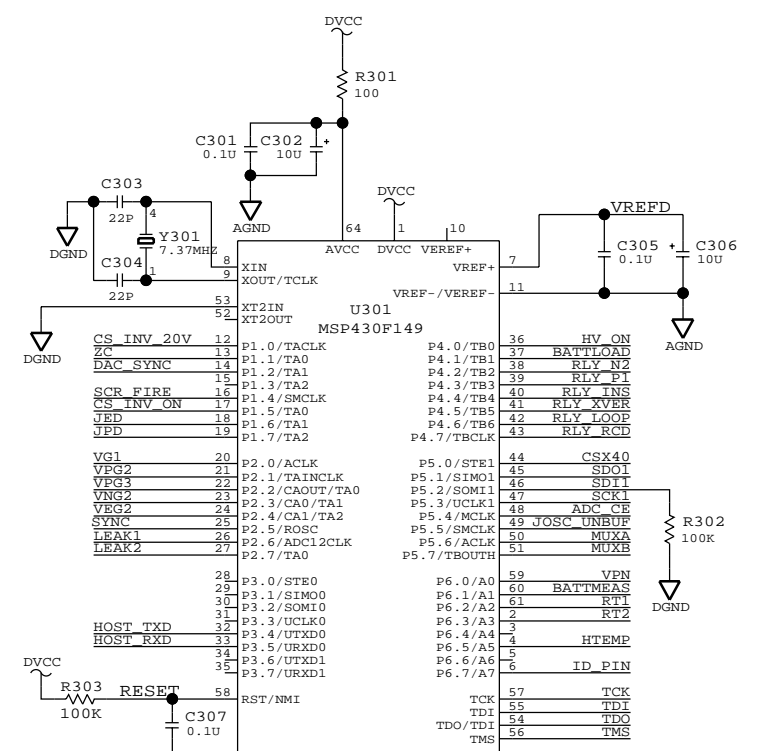 DVCC
R301
100
C301 C302 +
0.1U 10U
AGND
DVCC
C303
22P
4
Y301
7.37MHZ
DGND
C304
1
22P
64 1 10
AVCC DVCC VEREF+
VREFD
C305 + C306
0.1U 10U
AGND
U301
MSP430F149
8 XIN
9 XOUT/TCLK
53 XT2IN
52 XT2OUT
DGND
VREF+ 7
VREF-/VEREF- 11
CS_INV_20V 12 P1.0/TACLK P4.0/TB0 36 HV_ON
ZC 13 P1.1/TA0 P4.1/TB1 37 BATTLOAD
DAC_SYNC 14 P1.2/TA1 P4.2/TB2 38 RLY_N2
15 P1.3/TA2 P4.3/TB3 39 RLY_P1
SCR_FIRE 16 P1.4/SMCLK P4.4/TB4 40 RLY_INS
CS_INV_ON 17 P1.5/TA0 P4.5/TB5 41 RLY_XVER
JED 18 P1.6/TA1 P4.6/TB6 42 RLY_LOOP
JPD 19 P1.7/TA2 P4.7/TBCLK 43 RLY_RCD
VG1 20 P2.0/ACLK P5.0/STE1 44 CSX40
VPG2 21 P2.1/TAINCLK P5.1/SIMO1 45 SDO1
VPG3 22 P2.2/CAOUT/TA0 P5.2/SOMI1 46 SDI1
VNG2 23 P2.3/CA0/TA1 P5.3/UCLK1 47 SCK1
VEG2 24 P2.4/CA1/TA2 P5.4/MCLK 48 ADC_CE
SYNC 25 P2.5/ROSC P5.5/SMCLK 49 JOSC_UNBUF
LEAK1 26 P2.6/ADC12CLK P5.6/ACLK 50 MUXA
LEAK2 27 P2.7/TA0 P5.7/TBOUTH 51 MUXB
R302
100K
DGND
28 P3.0/STE0 P6.0/A0 59 VPN
29 P3.1/SIMO0 P6.1/A1 60 BATTMEAS
30 P3.2/SOMI0 P6.2/A2 61 RT1
31 P3.3/UCLK0 P6.3/A3 2 RT2
HOST_TXD 32 P3.4/UTXD0 P6.4/A4 3
HOST_RXD 33 P3.5/URXD0 P6.5/A5 4 HTEMP
34 P3.6/UTXD1 P6.6/A6 5
35 P3.7/URXD1 P6.7/A7 6 ID_PIN
DVCC
R303
100K
RESET 58 RST/NMI
C307
0.1U
TCK 57 TCK
TDI 55 TDI
TDO/TDI 54 TDO
TMS 56 TMS